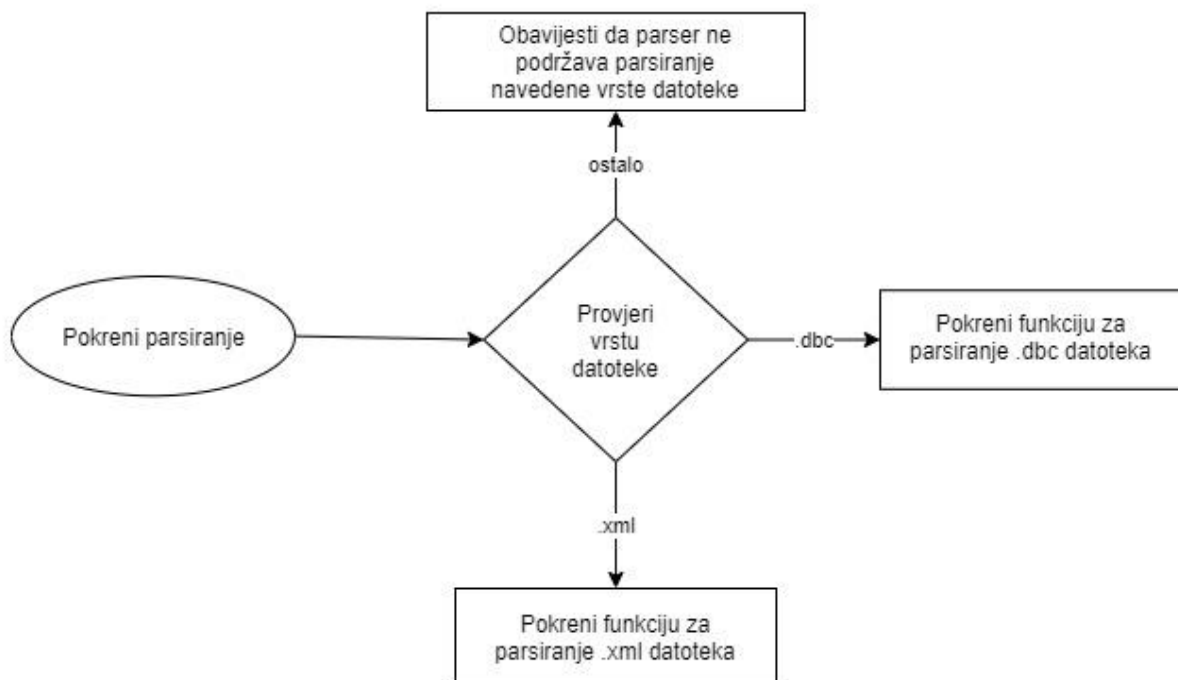 Obavijesti da parser ne
podržava parsiranje
navedene vrste datoteke
ostalo
Pokreni parsiranje
Provjeri
vrstu
datoteke
.dbc
Pokreni funkciju za
parsiranje .dbc datoteka
.xml
Pokreni funkciju za
parsiranje .xml datoteka